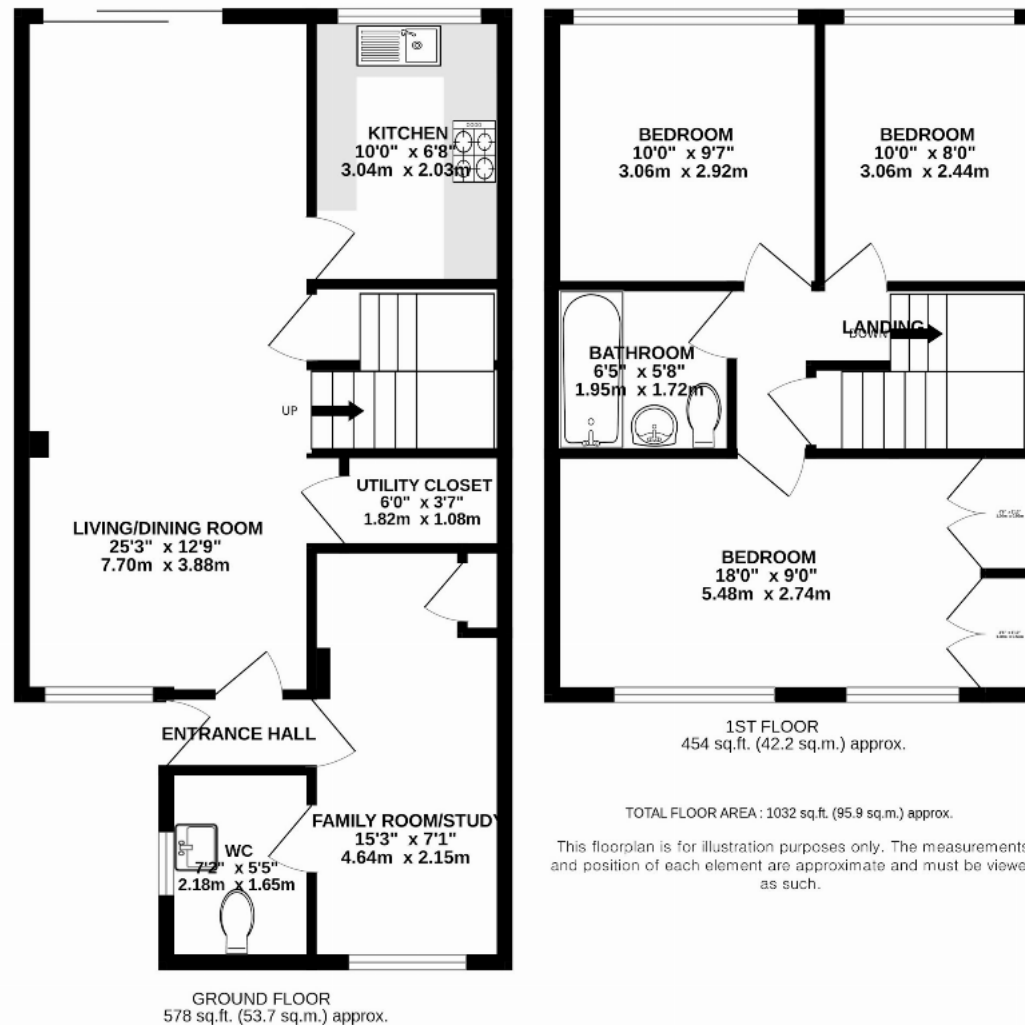 KITCHEN
10'0" x 6'8"
3.04m x 2.03m
UP
UTILITY CLOSET
6'0" x 3'7"
1.82m x 1.08m
LIVING/DINING ROOM
25'3" x 12'9"
7.70m x 3.88m
ENTRANCE HALL
FAMILY ROOM/STUDY
15'3" x 7'1"
4.64m x 2.15m
WC
7'2" x 5'5"
2.18m x 1.65m
GROUND FLOOR
578 sq.ft. (53.7 sq.m.) approx.
BEDROOM
10'0" x 9'7"
3.06m x 2.92m
BEDROOM
10'0" x 8'0"
3.06m x 2.44m
LANDING
DOWN
BATHROOM
6'5" x 5'8"
1.95m x 1.72m
BEDROOM
18'0" x 9'0"
5.48m x 2.74m
1ST FLOOR
454 sq.ft. (42.2 sq.m.) approx.
TOTAL FLOOR AREA : 1032 sq.ft. (95.9 sq.m.) approx.
This floorplan is for illustration purposes only. The measurements
and position of each element are approximate and must be viewe
as such.